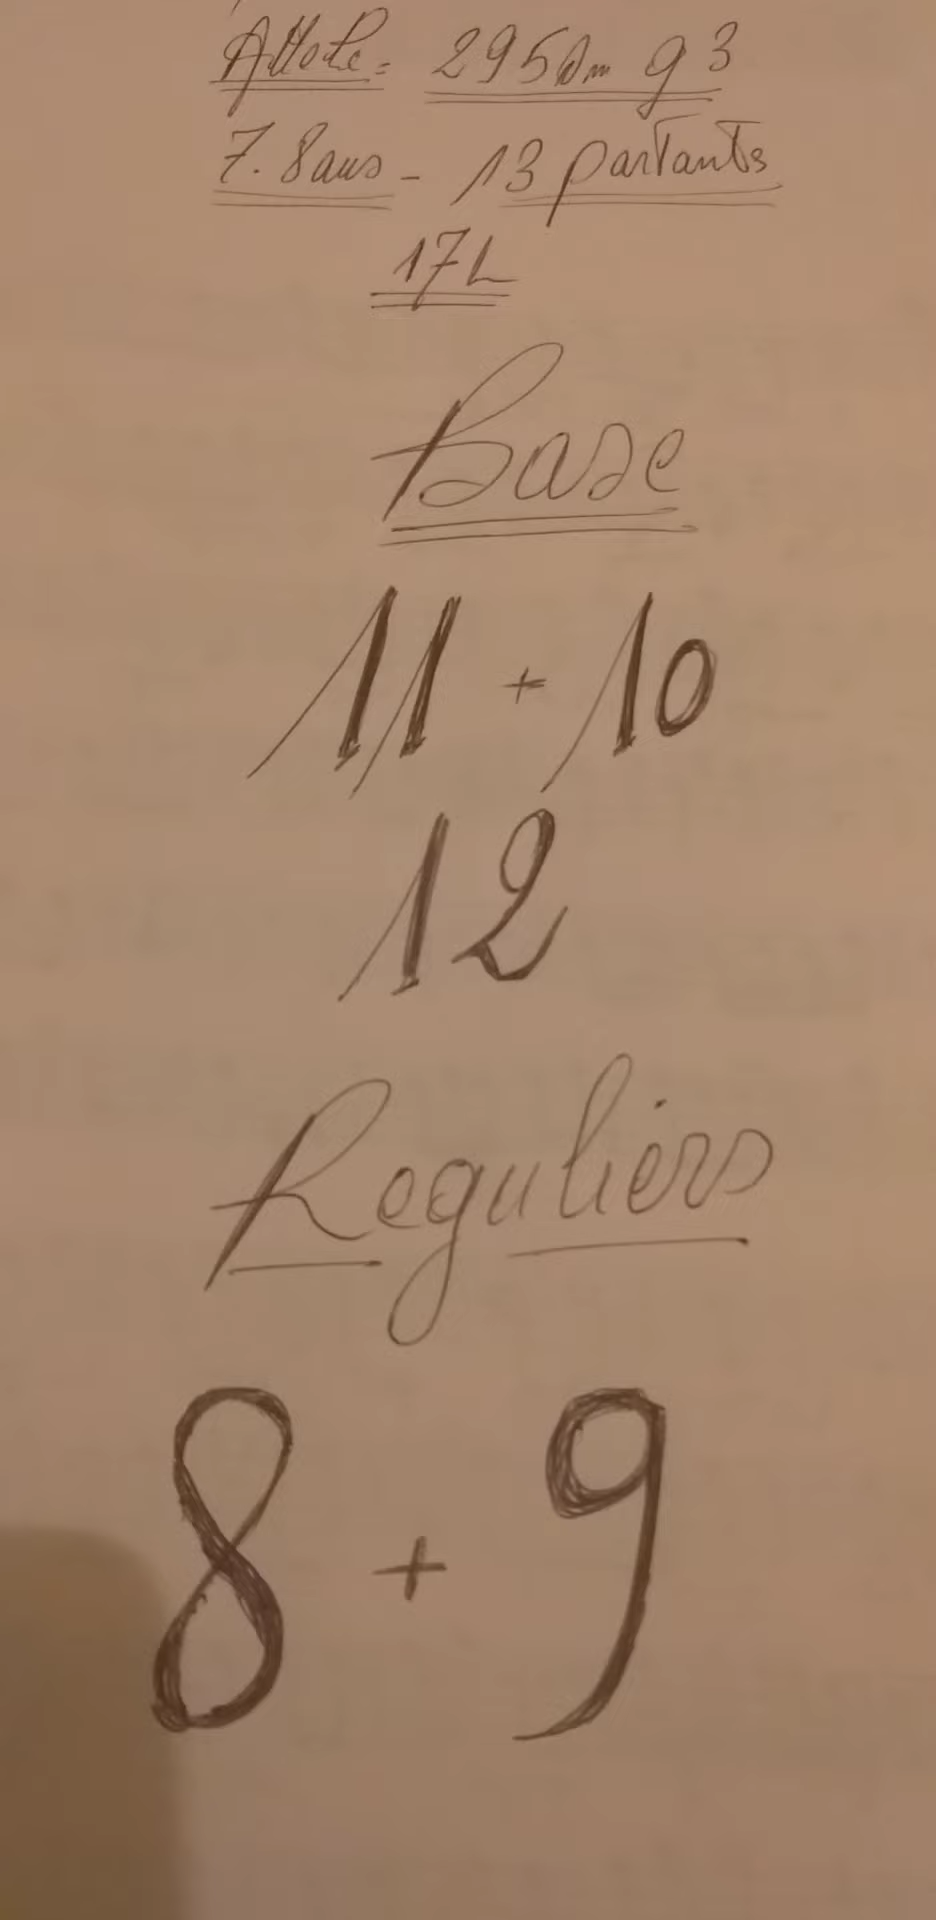 Attelé= 2950m g3
7.8ans - 13 partants
17h
Base
11 + 10
12
Reguliers
8 + 9